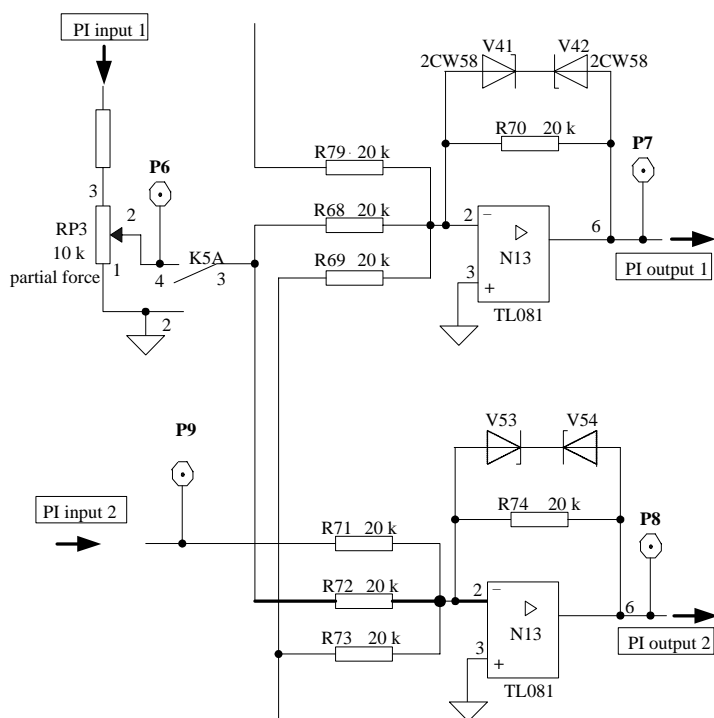 PI input 1
V41
V42
2CW58
2CW58
R70 20 k
P7
R79 20 k
P6
3
2
R68 20 k
2
−
6
RP3
10 k
1
partial force
4
K5A
3
R69 20 k
3
+
N13
PI output 1
TL081
2
V53
V54
P9
R74 20 k
P8
PI input 2
R71 20 k
R72 20 k
2
−
6
R73 20 k
3
+
N13
PI output 2
TL081